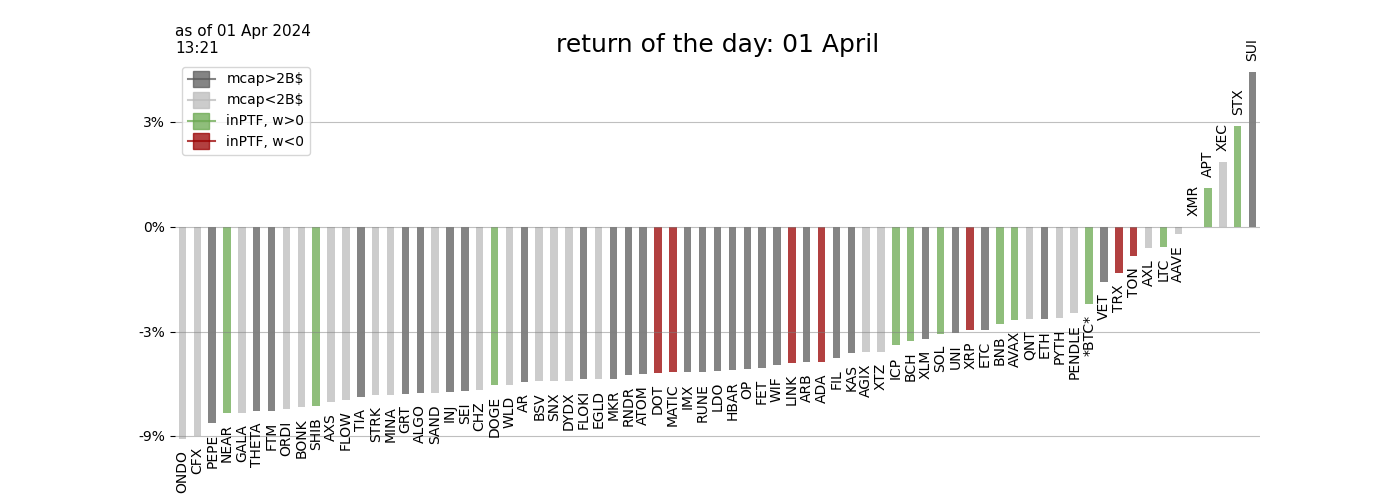 as of 01 Apr 2024
13:21
return of the day: 01 April
mcap>2B$
mcap<2B$
inPTF, w>0
inPTF, w<0
3%
0%
-3%
-9%
ONDO
CFX
PEPE
NEAR
GALA
THETA
FTM
ORDI
BONK
SHIB
AXS
FLOW
TIA
STRK
MINA
GRT
ALGO
SAND
INJ
SEI
CHZ
DOGE
WLD
AR
BSV
SNX
DYDX
FLOKI
EGLD
MKR
RNDR
ATOM
DOT
MATIC
IMX
RUNE
LDO
HBAR
OP
FET
WIF
LINK
ARB
ADA
FIL
KAS
AGIX
XTZ
ICP
BCH
XLM
SOL
UNI
XRP
ETC
BNB
AVAX
QNT
ETH
PYTH
PENDLE
*BTC*
VET
TRX
TON
AXL
LTC
AAVE
XMR
APT
XEC
STX
SUI